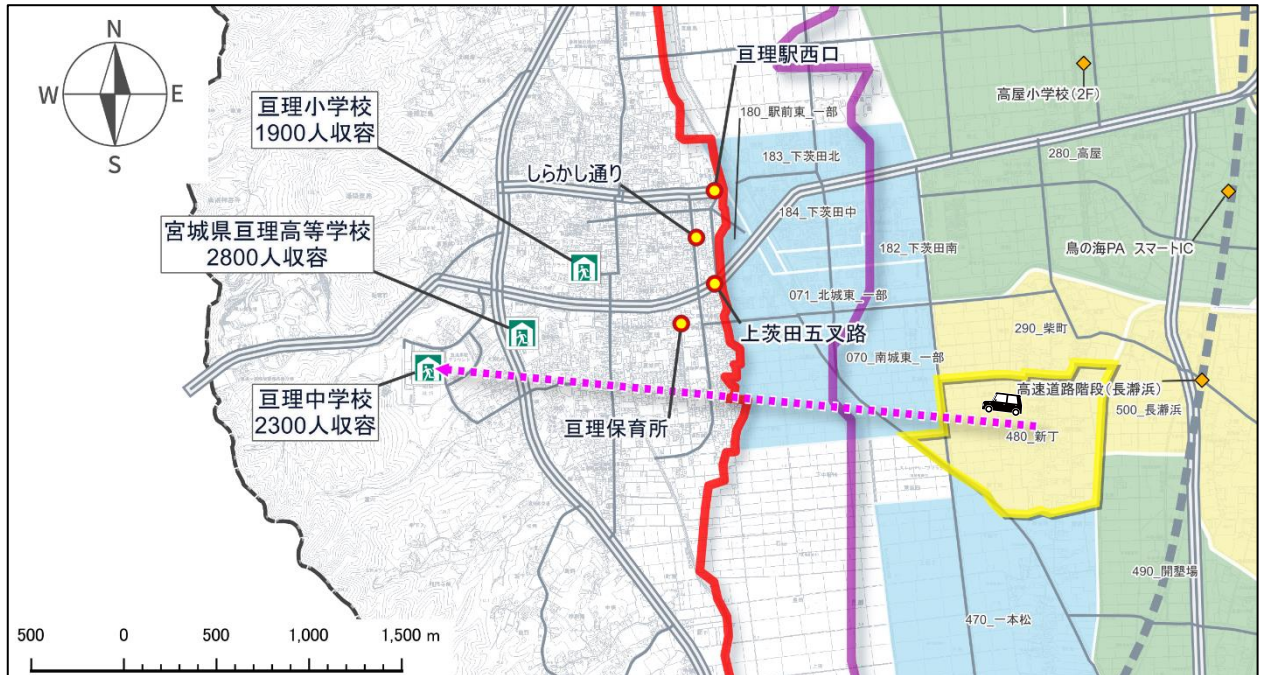 N
W
E
S
亘理小学校
1900人収容
宮城県亘理高等学校
2800人収容
亘理中学校
2300人収容
しらかし通り
亘理駅西口
上茨田五叉路
亘理保育所
180_駅前東_一部
183_下茨田北
184_下茨田中
182_下茨田南
071_北城東_一部
070_南城東_一部
高屋小学校(2F)
280_高屋
鳥の海PA スマートIC
290_柴町
高速道路階段(長瀞浜)
500_長瀞浜
480_新丁
490_開墾場
470_一本松
500
0
500
1,000
1,500 m